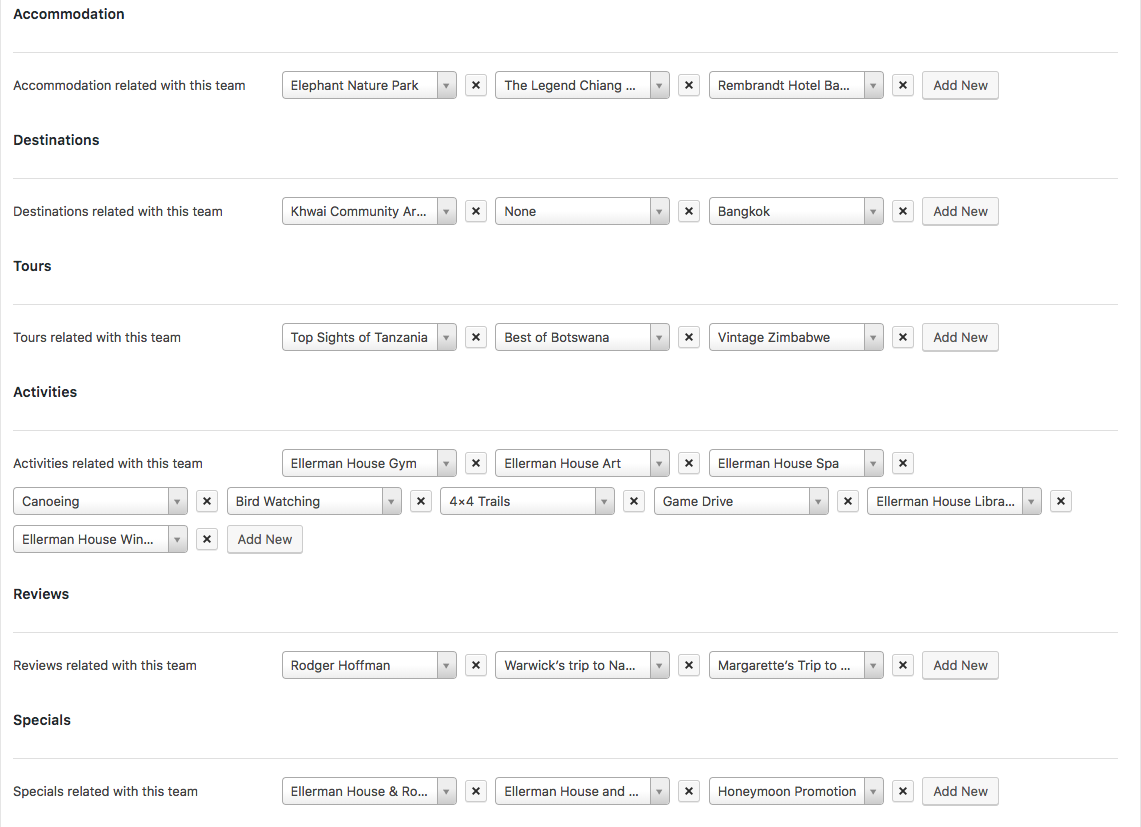 Accommodation
Accommodation related with this team Elephant Nature Park × The Legend Chiang ... × Rembrandt Hotel Ba... × Add New
Destinations
Destinations related with this team Khwai Community Ar... × None × Bangkok × Add New
Tours
Tours related with this team Top Sights of Tanzania × Best of Botswana × Vintage Zimbabwe × Add New
Activities
Activities related with this team Ellerman House Gym × Ellerman House Art × Ellerman House Spa ×
Canoeing × Bird Watching × 4×4 Trails × Game Drive × Ellerman House Libra... ×
Ellerman House Win... × Add New
Reviews
Reviews related with this team Rodger Hoffman × Warwick’s trip to Na... × Margarette’s Trip to ... × Add New
Specials
Specials related with this team Ellerman House & Ro... × Ellerman House and ... × Honeymoon Promotion × Add New